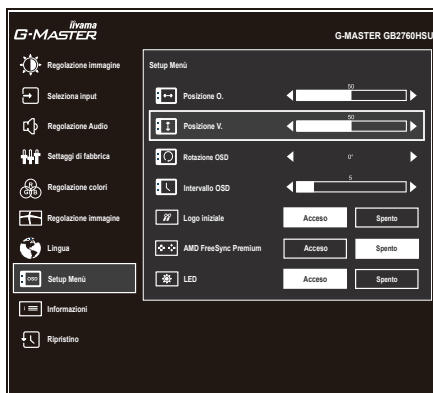 iiyama
G-MASTER
G-MASTER GB2760HSU
Regolazione immagine
Seleziona input
Regolazione Audio
Settaggi di fabbrica
R
G B
Regolazione colori
Regolazione immagine
Lingua
OSD
Setup Menù
Informazioni
Ripristino
Setup Menù
Posizione O.
50
Posizione V.
50
Rotazione OSD
0°
Intervallo OSD
5
Logo iniziale
Acceso
Spento
AMD FreeSync Premium
Acceso
Spento
LED
Acceso
Spento